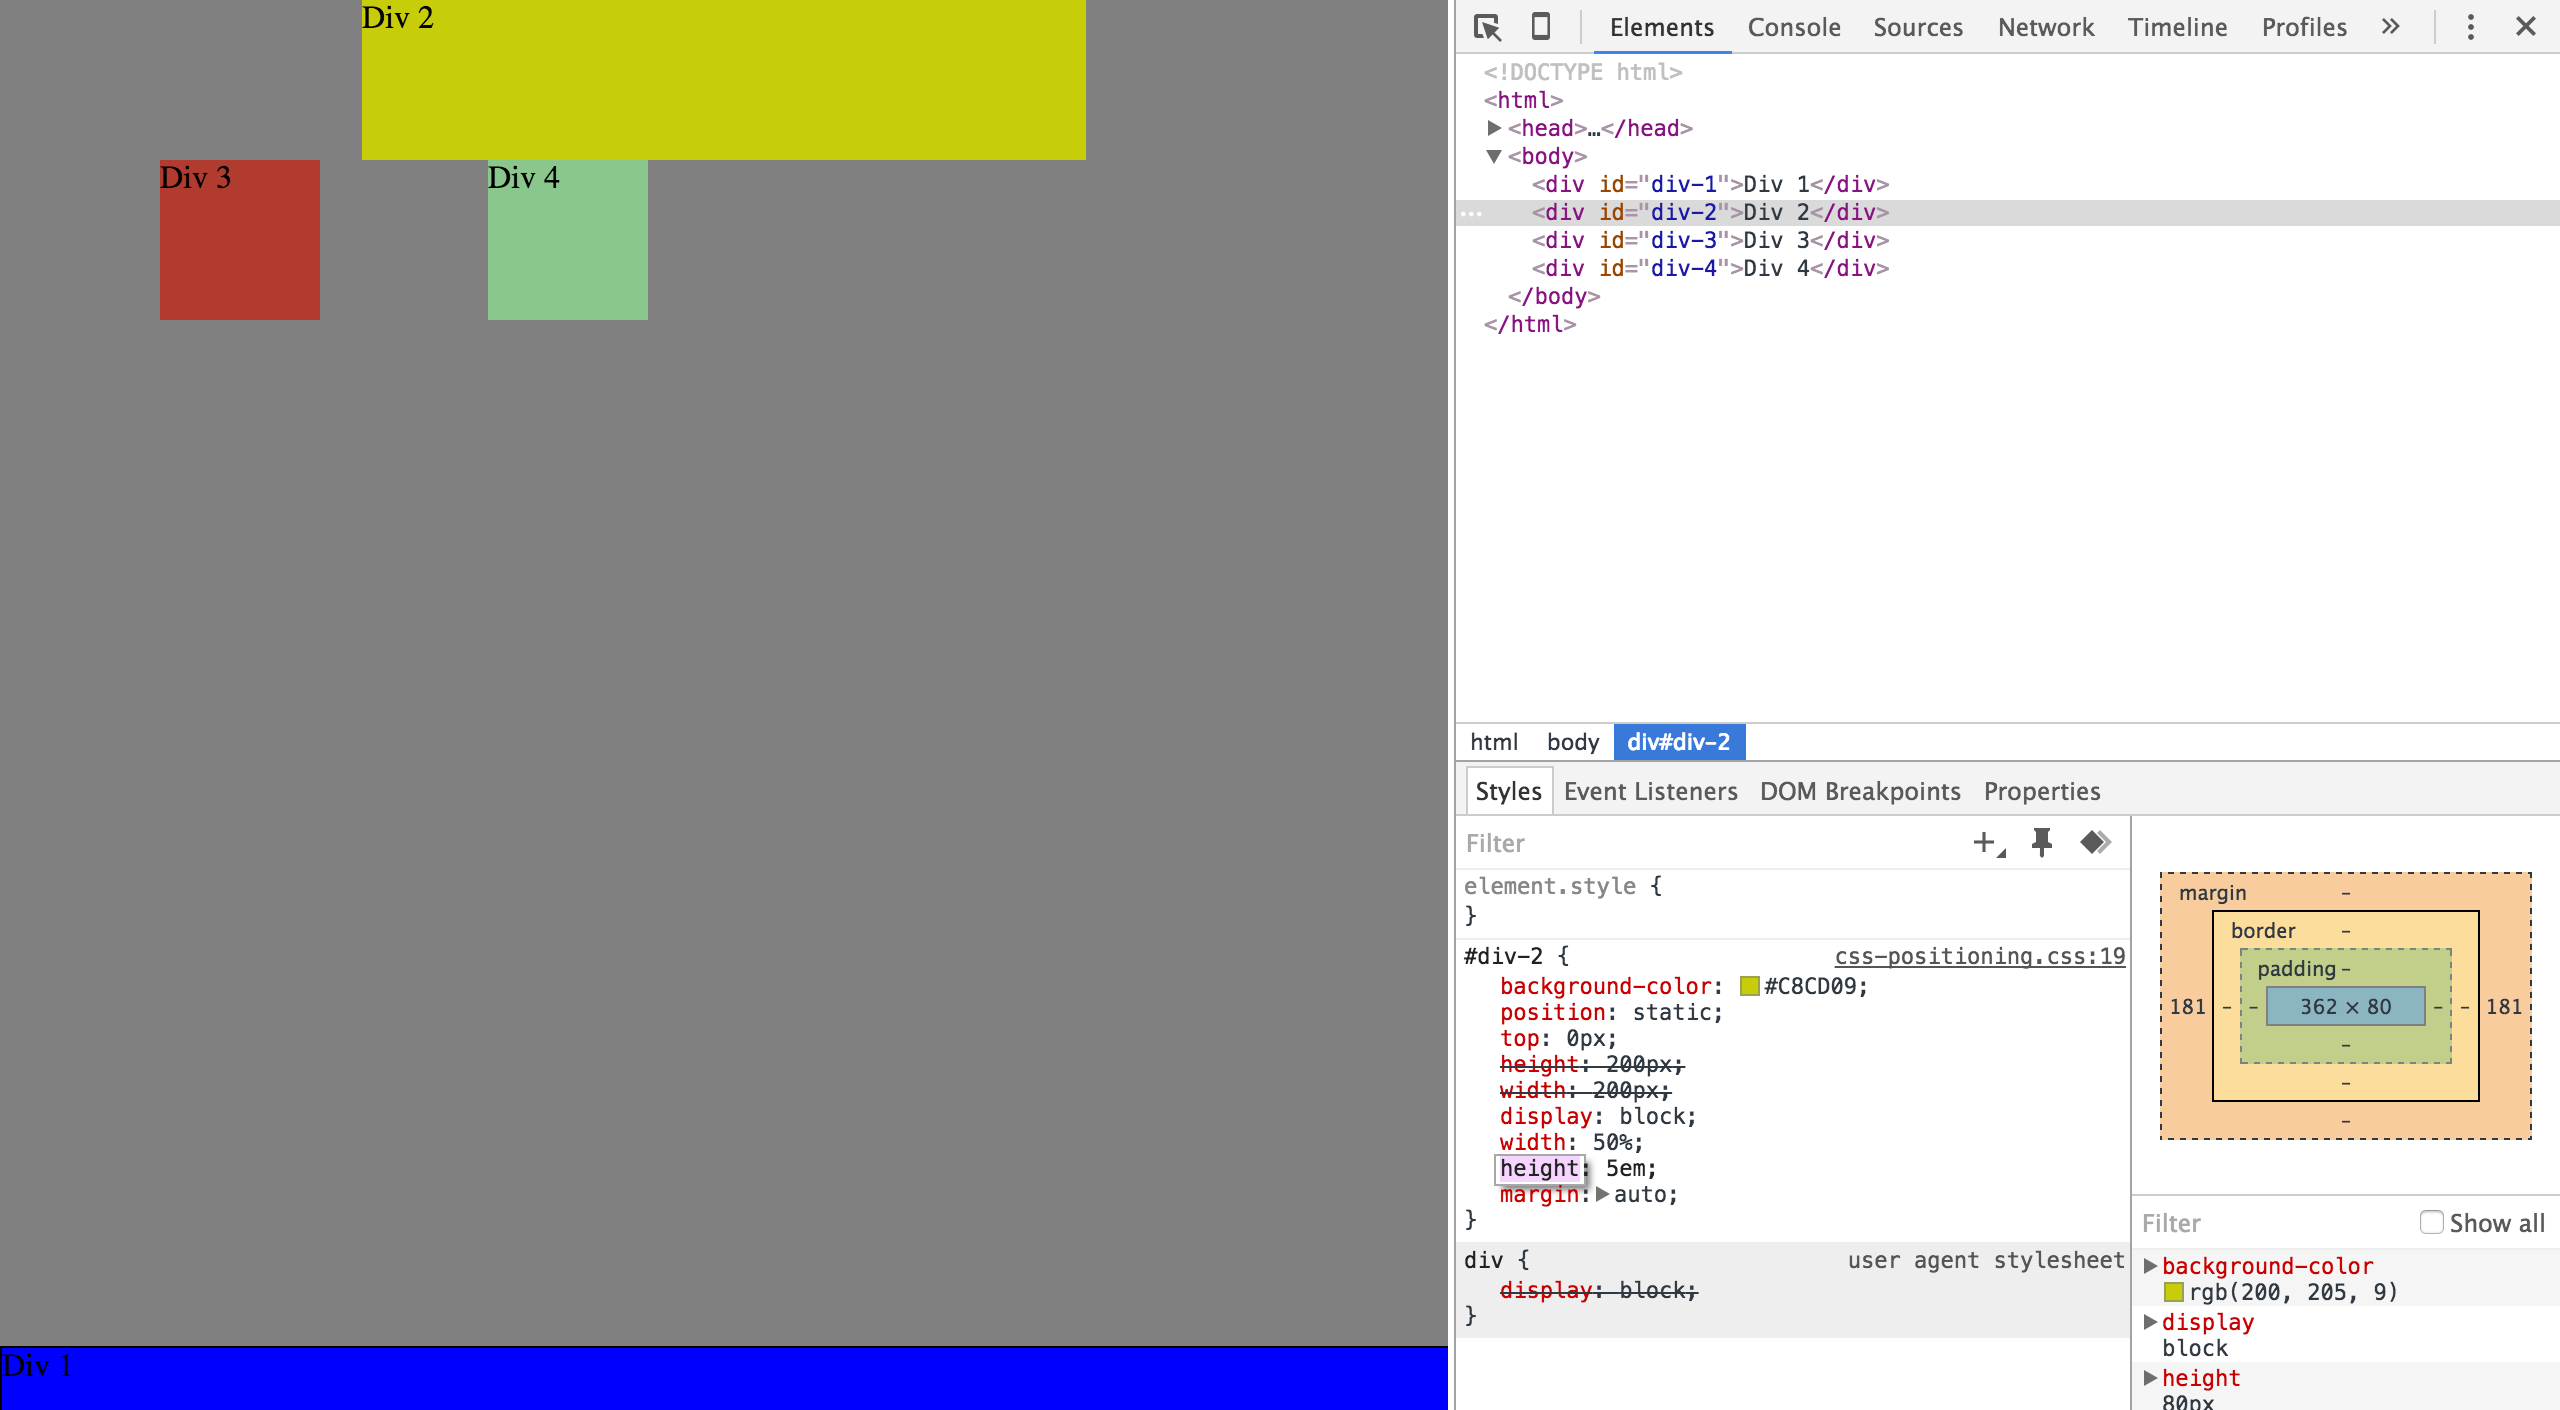 Div 2
Div 3
Div 4
Div 1
Elements Console Sources Network Timeline Profiles »
<!DOCTYPE html>
<html>
<head>…</head>
<body>
<div id="div-1">Div 1</div>
... <div id="div-2">Div 2</div>
<div id="div-3">Div 3</div>
<div id="div-4">Div 4</div>
</body>
</html>
html body div#div-2
Styles Event Listeners DOM Breakpoints Properties
Filter
element.style {
}
#div-2 { css-positioning.css:19
background-color: #C8CD09;
position: static;
top: 0px;
height: 200px;
width: 200px;
display: block;
width: 50%;
height: 5em;
margin: auto;
}
div { user agent stylesheet
display: block;
}
margin –
border –
padding –
181 – – 362 × 80 – – 181
–
–
–
Filter Show all
background-color
rgb(200, 205, 9)
display
block
height
80px